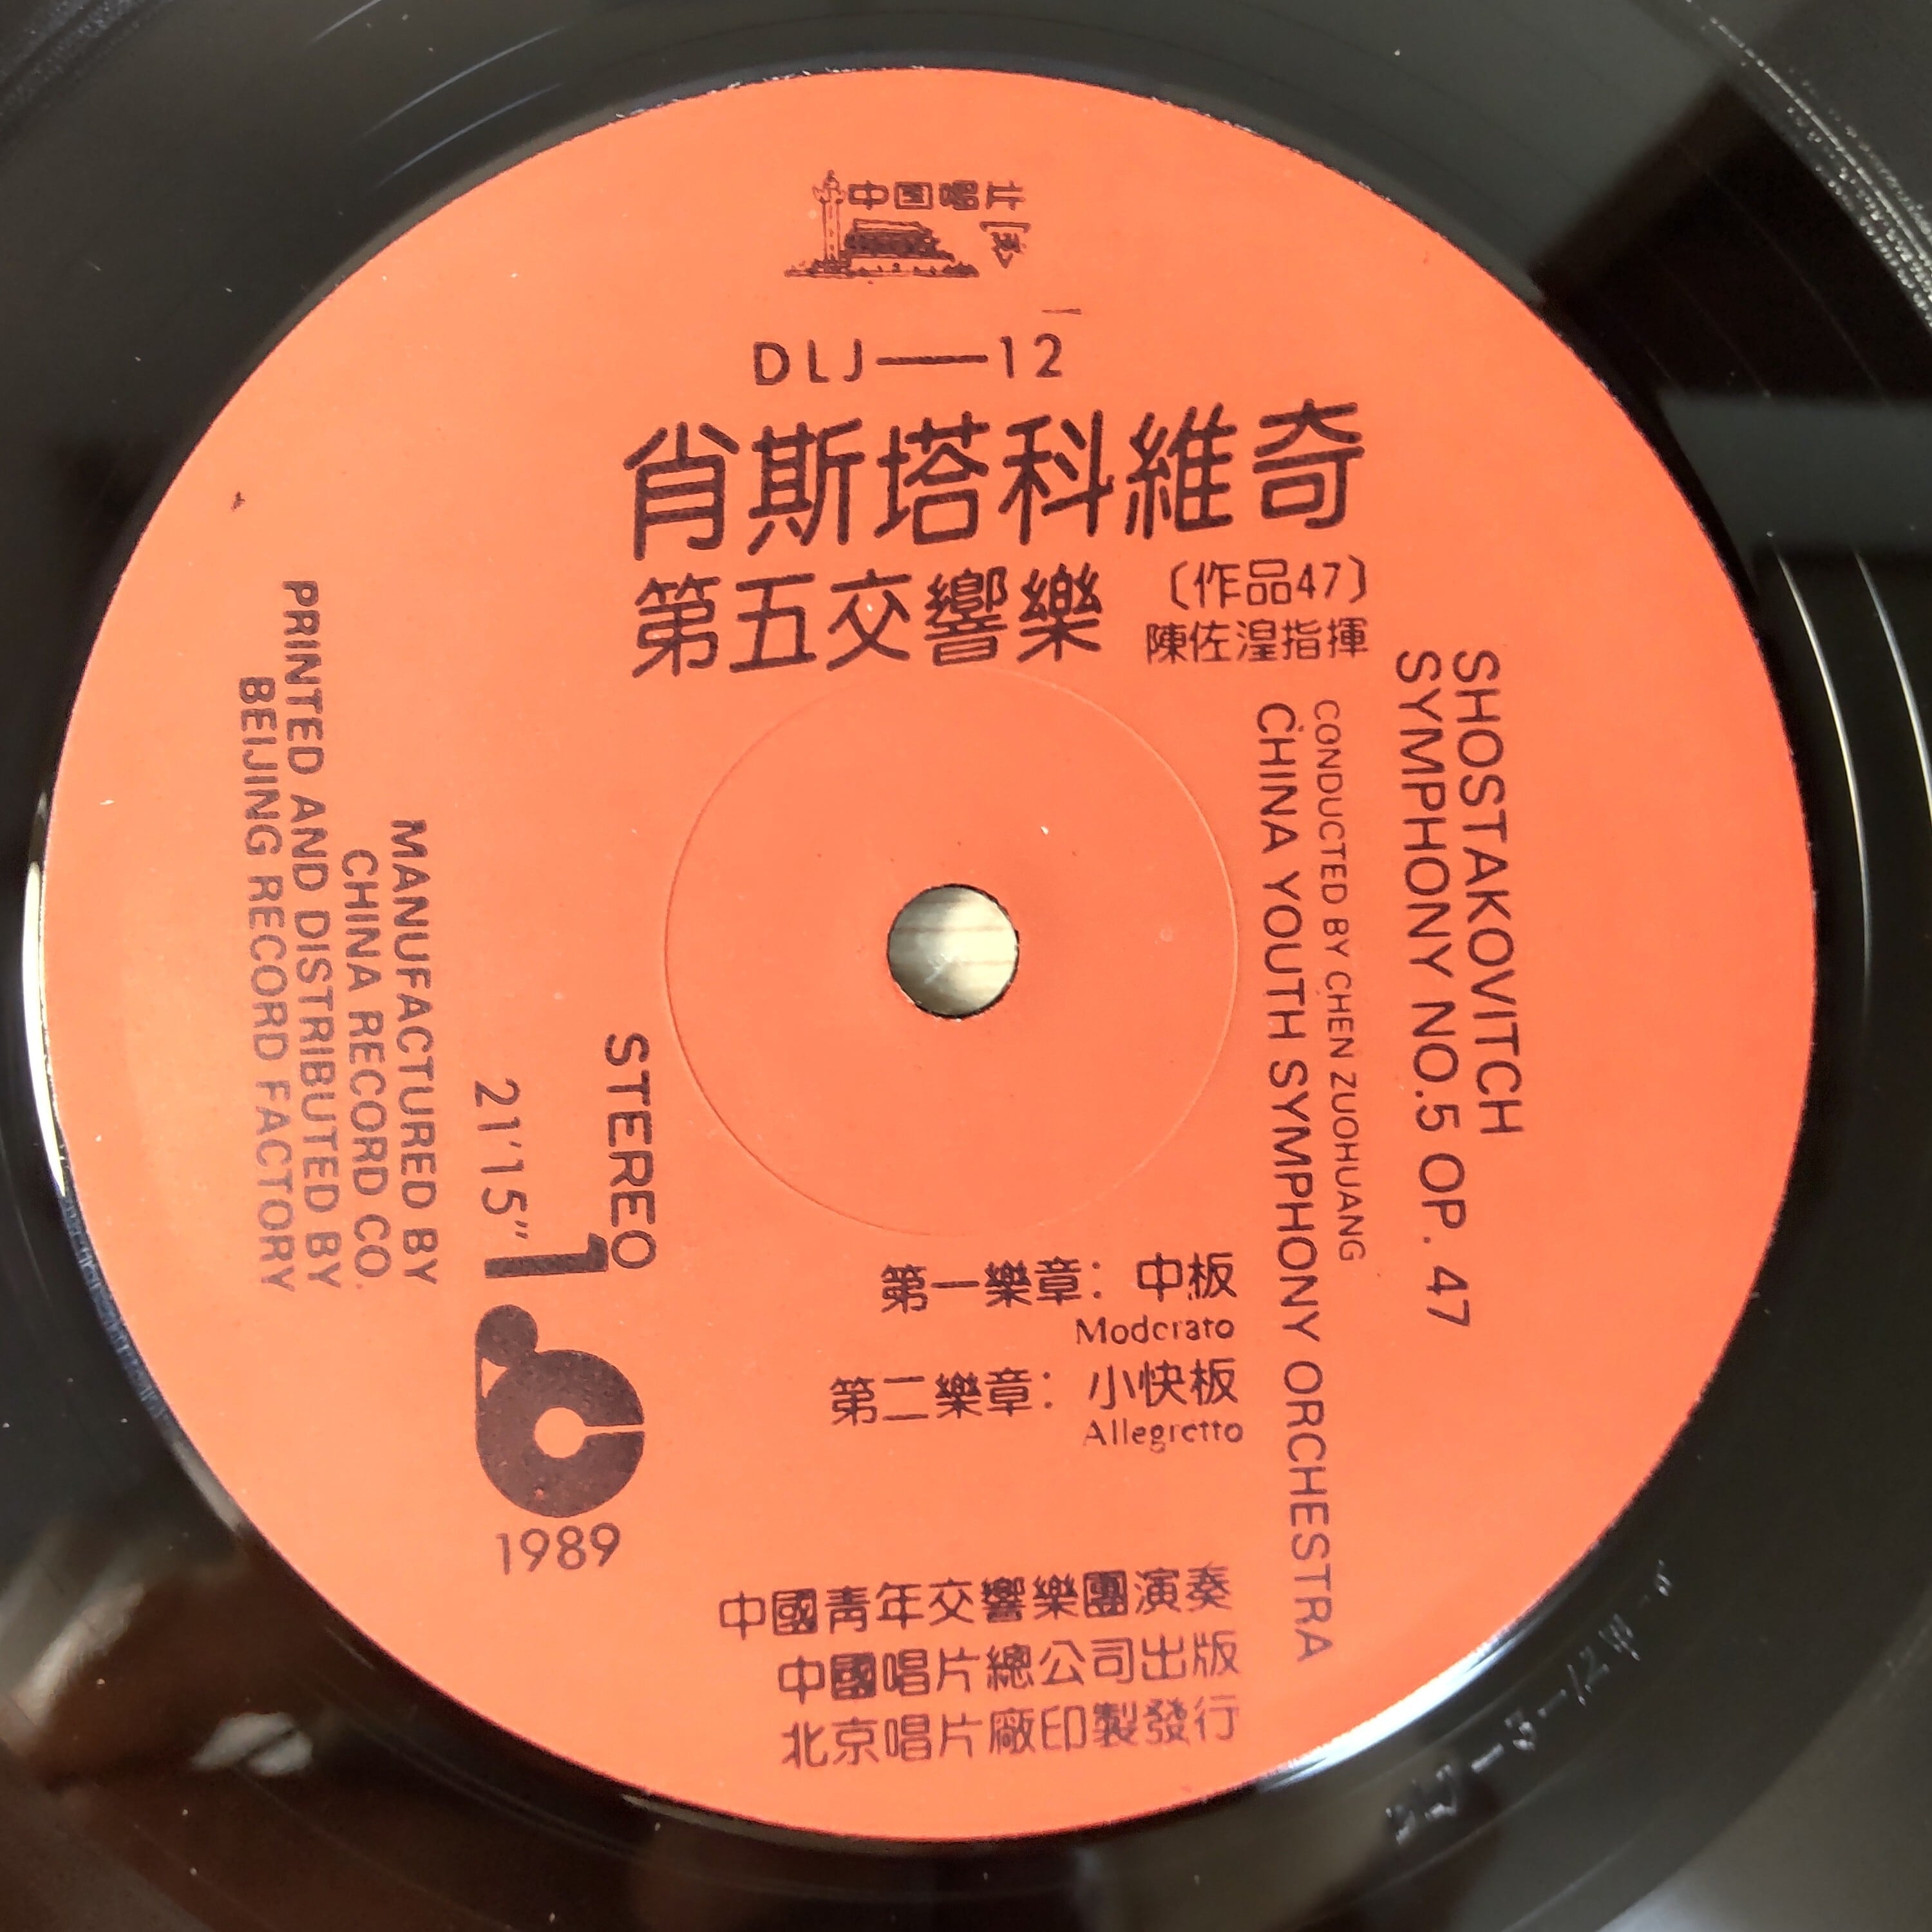 中国唱片
DLJ——12
肖斯塔科維奇
第五交響樂
〔作品47〕
陳佐湟指揮
SHOSTAKOVITCH
SYMPHONY NO.5 OP. 47
CONDUCTED BY CHEN ZUOHUANG
CHINA YOUTH SYMPHONY ORCHESTRA
STEREO
21'15"
1
1989
MANUFACTURED BY
CHINA RECORD CO.
PRINTED AND DISTRIBUTED BY
BEIJING RECORD FACTORY
第一樂章：中板
Moderato
第二樂章：小快板
Allegretto
中國青年交響樂團演奏
中國唱片總公司出版
北京唱片廠印製發行